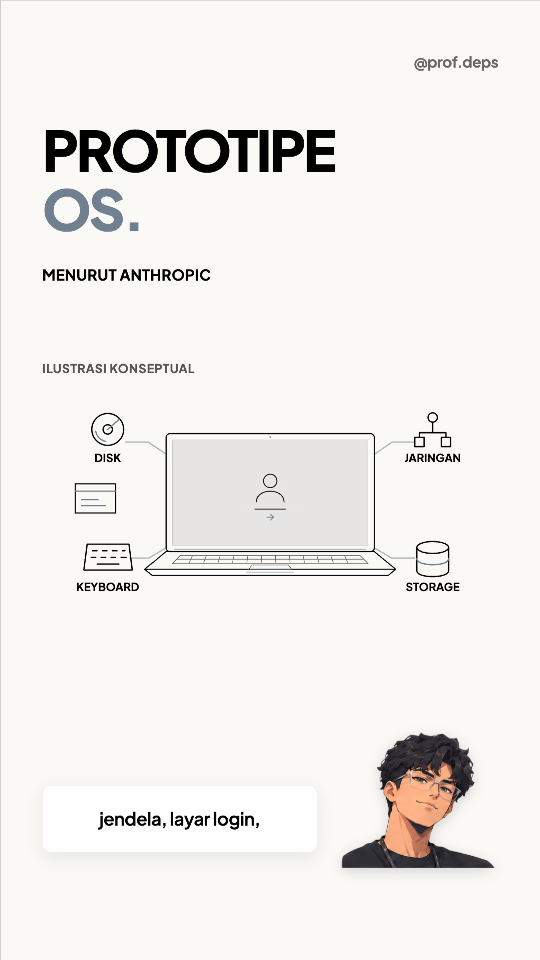 @prof.deps
PROTOTIPE
OS.
MENURUT ANTHROPIC
ILUSTRASI KONSEPTUAL
DISK
JARINGAN
KEYBOARD
STORAGE
jendela, layar login,